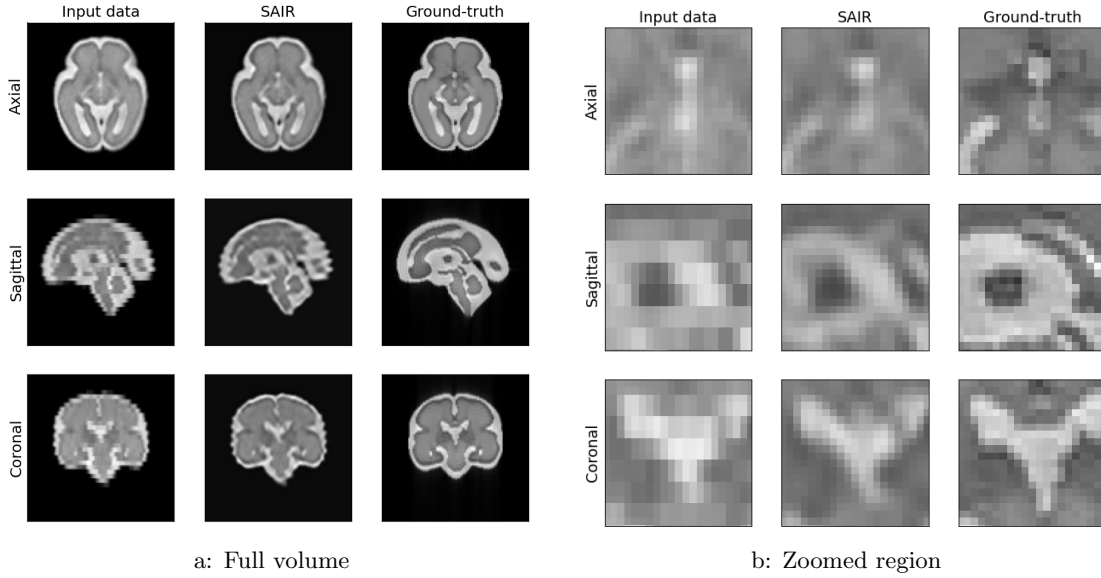 Input data SAIR Ground-truth
Axial
Sagittal
Coronal
a: Full volume
Input data SAIR Ground-truth
Axial
Sagittal
Coronal
b: Zoomed region